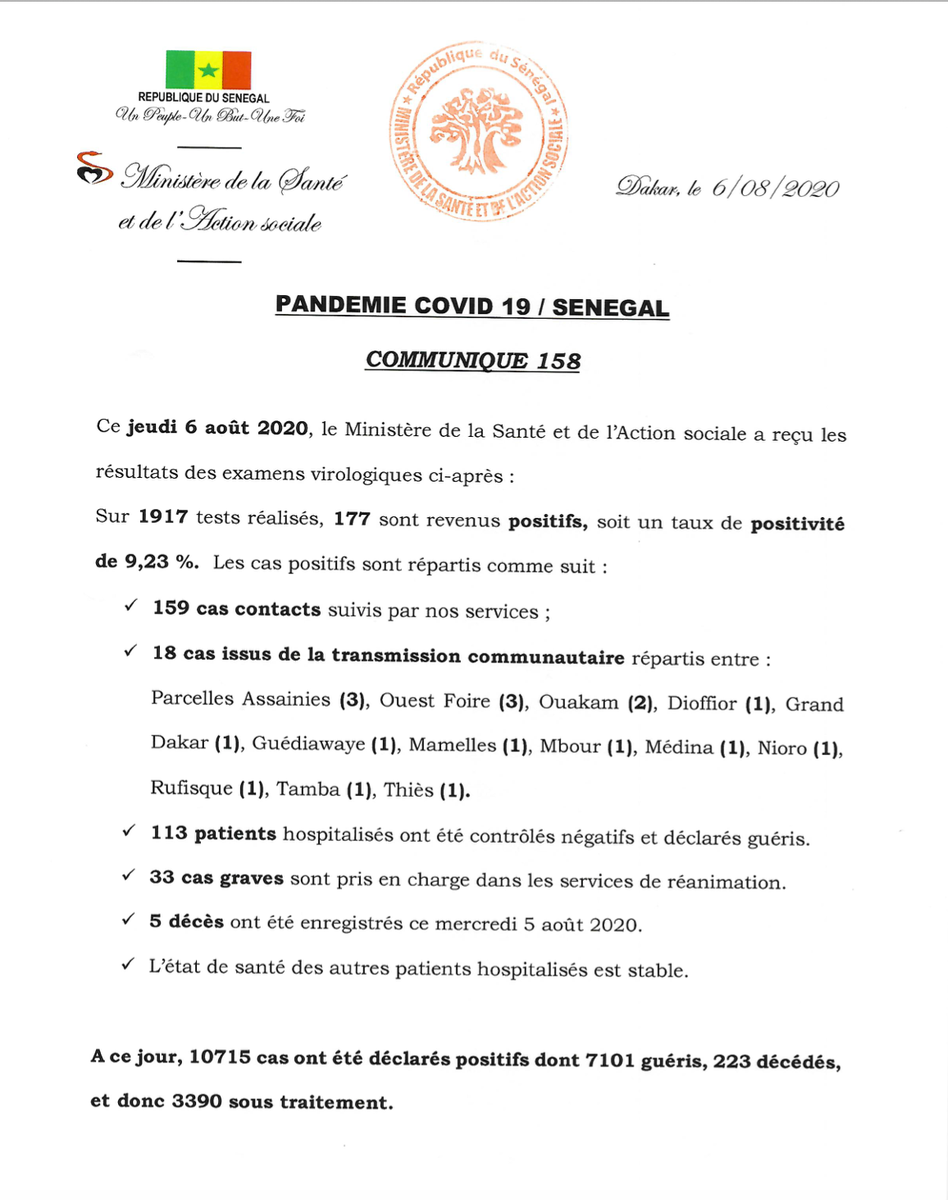 REPUBLIQUE DU SENEGAL
Un Peuple-Un But-Une Foi
Ministère de la Santé
et de l'Action sociale
★ République du Sénégal ★
MINISTÈRE DE LA SANTÉ ET DE L'ACTION SOCIALE
Dakar, le 6/08/2020
PANDEMIE COVID 19 / SENEGAL
COMMUNIQUE 158
Ce jeudi 6 août 2020, le Ministère de la Santé et de l'Action sociale a reçu les
résultats des examens virologiques ci-après :
Sur 1917 tests réalisés, 177 sont revenus positifs, soit un taux de positivité
de 9,23 %. Les cas positifs sont répartis comme suit :
✓ 159 cas contacts suivis par nos services ;
✓ 18 cas issus de la transmission communautaire répartis entre :
Parcelles Assainies (3), Ouest Foire (3), Ouakam (2), Dioffior (1), Grand
Dakar (1), Guédiawaye (1), Mamelles (1), Mbour (1), Médina (1), Nioro (1),
Rufisque (1), Tamba (1), Thiès (1).
✓ 113 patients hospitalisés ont été contrôlés négatifs et déclarés guéris.
✓ 33 cas graves sont pris en charge dans les services de réanimation.
✓ 5 décès ont été enregistrés ce mercredi 5 août 2020.
✓ L'état de santé des autres patients hospitalisés est stable.
A ce jour, 10715 cas ont été déclarés positifs dont 7101 guéris, 223 décédés,
et donc 3390 sous traitement.